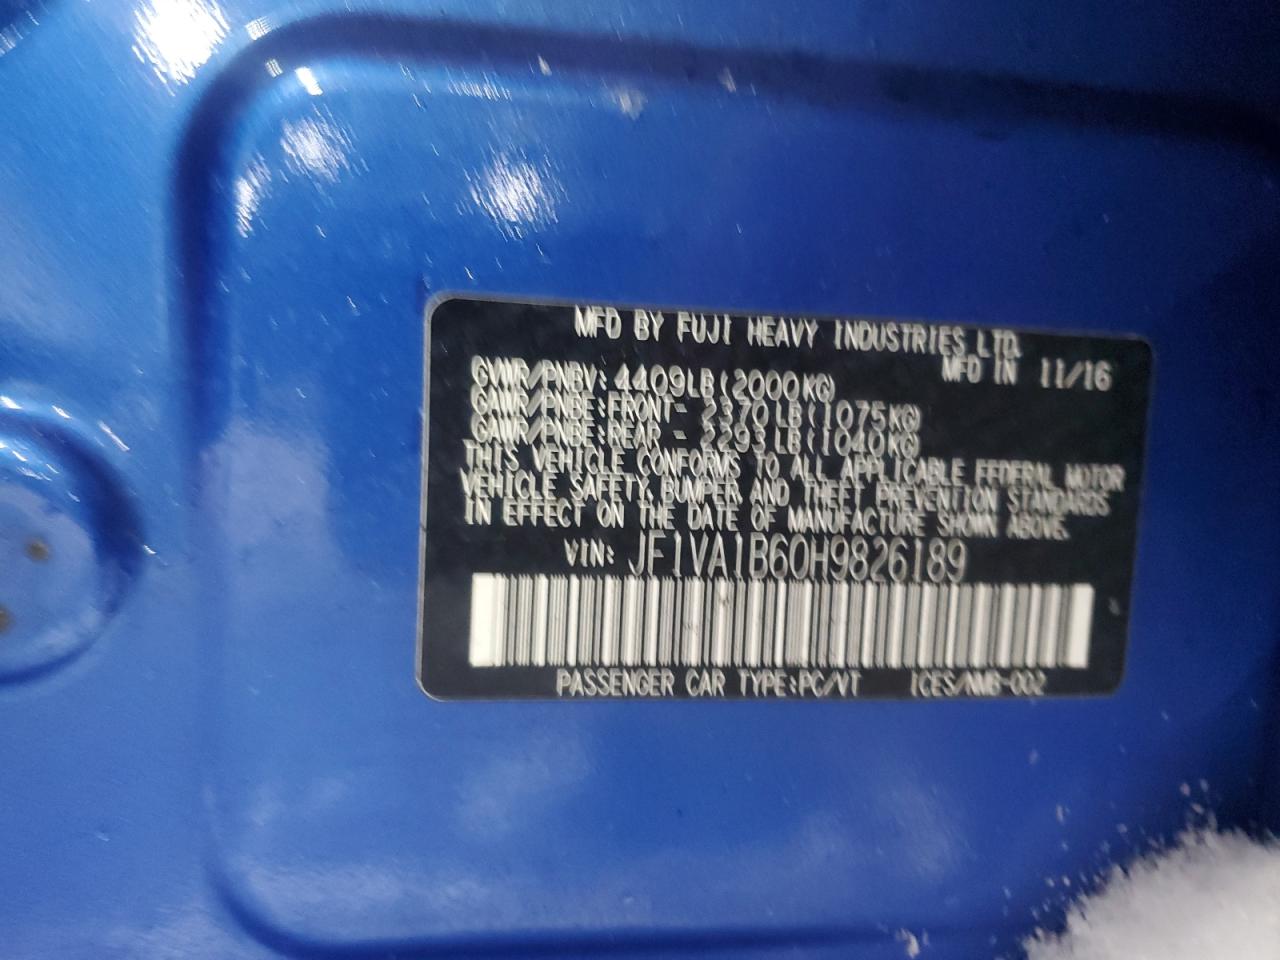 MFD BY FUJI HEAVY INDUSTRIES LTD.
MFD IN 11/16
GVWR/PNBV: 4409LB(2000KG)
GAWR/PNBE:FRONT- 2370LB(1075KG)
GAWR/PNBE:REAR - 2293LB(1040KG)
THIS VEHICLE CONFORMS TO ALL APPLICABLE FEDERAL MOTOR
VEHICLE SAFETY, BUMPER, AND THEFT PREVENTION STANDARDS
IN EFFECT ON THE DATE OF MANUFACTURE SHOWN ABOVE.
VIN: JF1VA1B60H9826189
PASSENGER CAR TYPE:PC/VT ICES/NMB-002